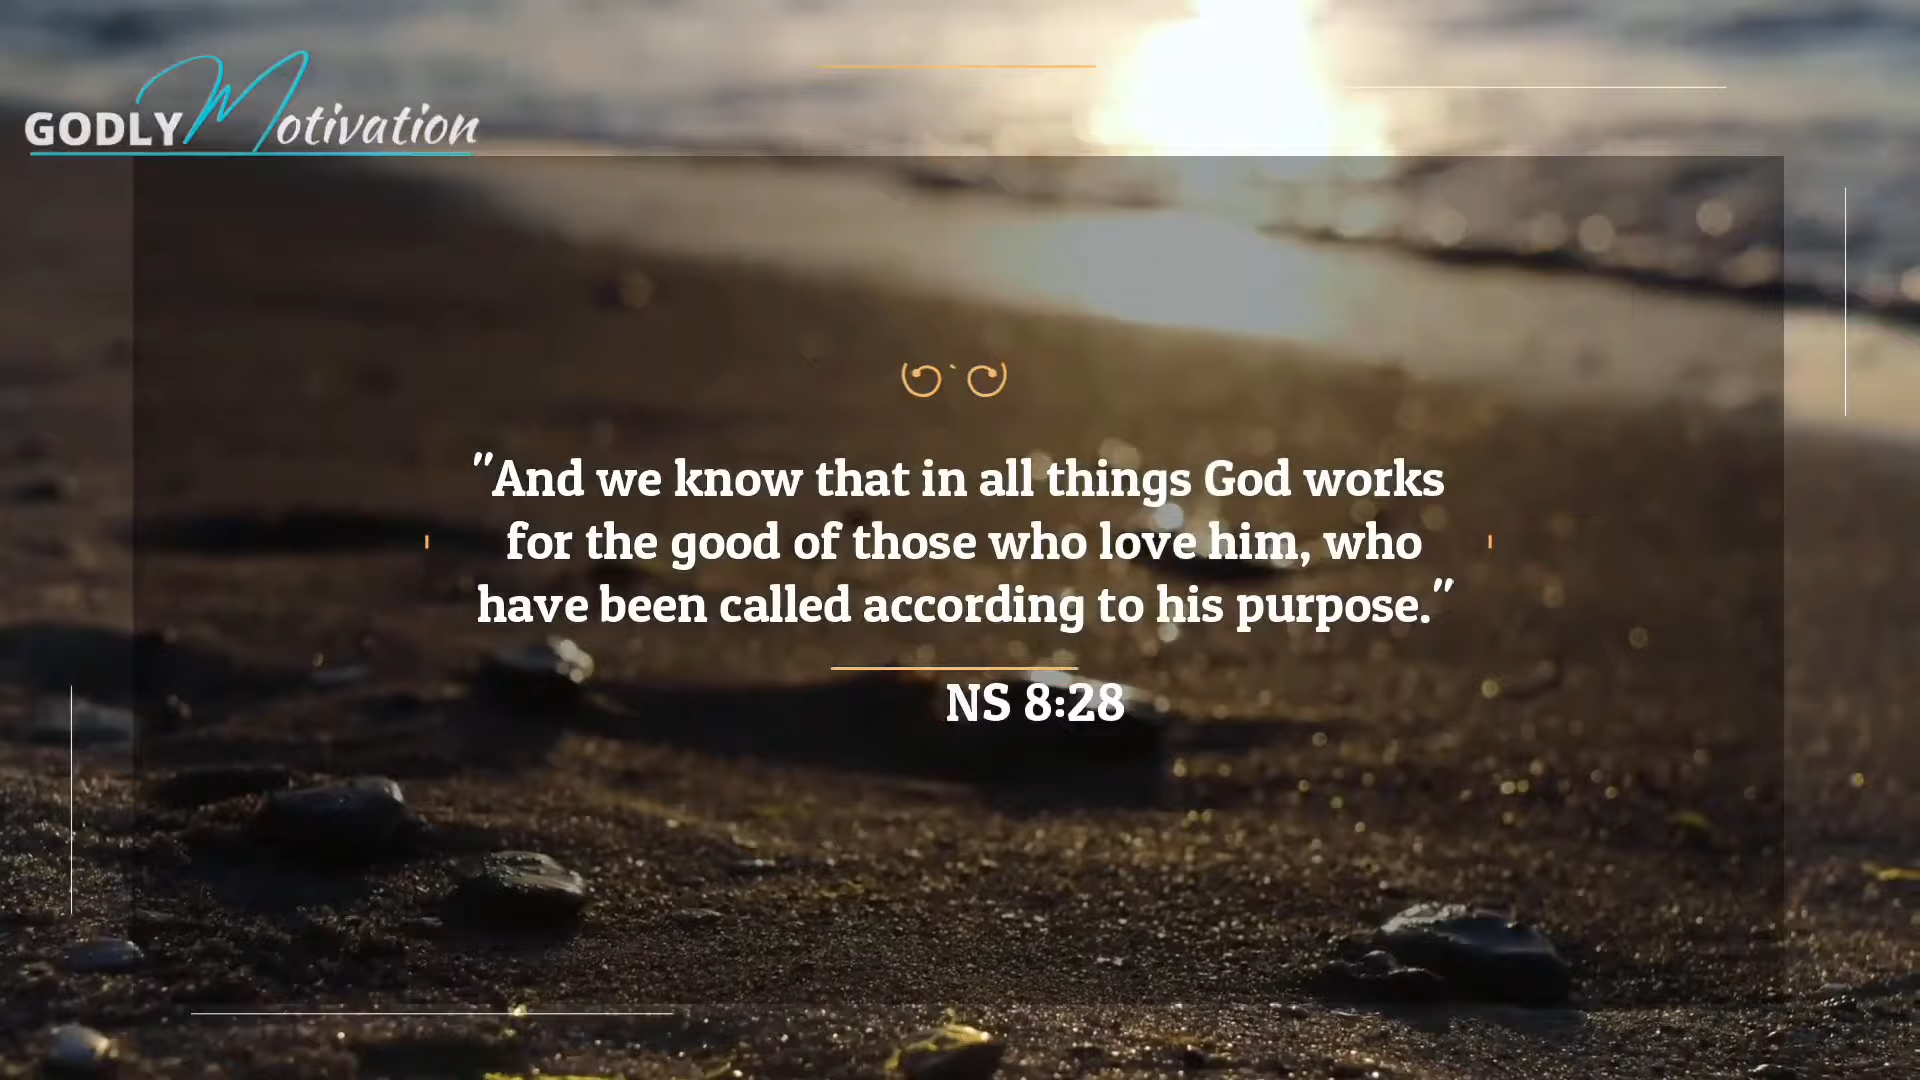 GODLY Motivation
"And we know that in all things God works
for the good of those who love him, who
have been called according to his purpose."
NS 8:28